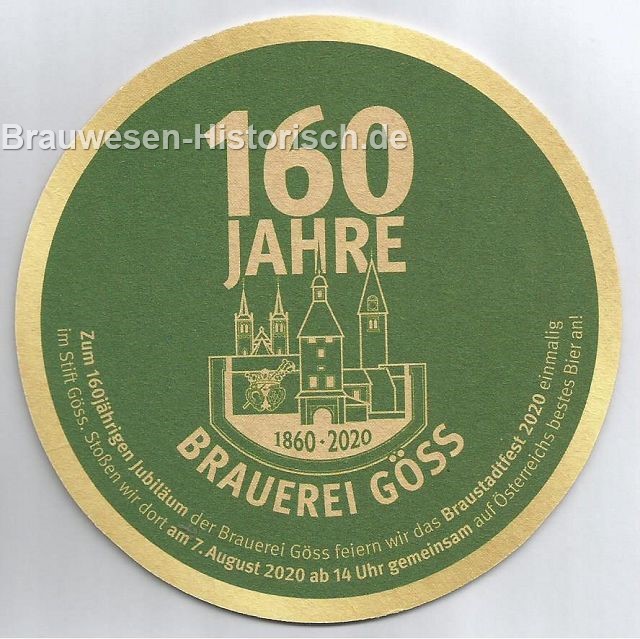 Brauwesen-Historisch.de
160
JAHRE
1860 · 2020
BRAUEREI GÖSS
Zum 160jährigen Jubiläum der Brauerei Göss feiern wir das Braustadtfest 2020 einmalig
im Stift Göss. Stoßen wir dort am 7. August 2020 ab 14 Uhr gemeinsam auf Österreichs bestes Bier an!